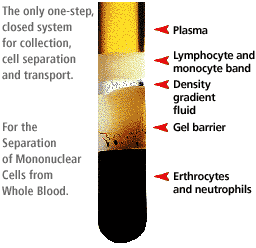 The only one-step,
closed system
for collection,
cell separation
and transport.
Plasma
Lymphocyte and
monocyte band
Density
gradient
fluid
Gel barrier
For the
Separation
of Mononuclear
Cells from
Whole Blood.
Erthrocytes
and neutrophils